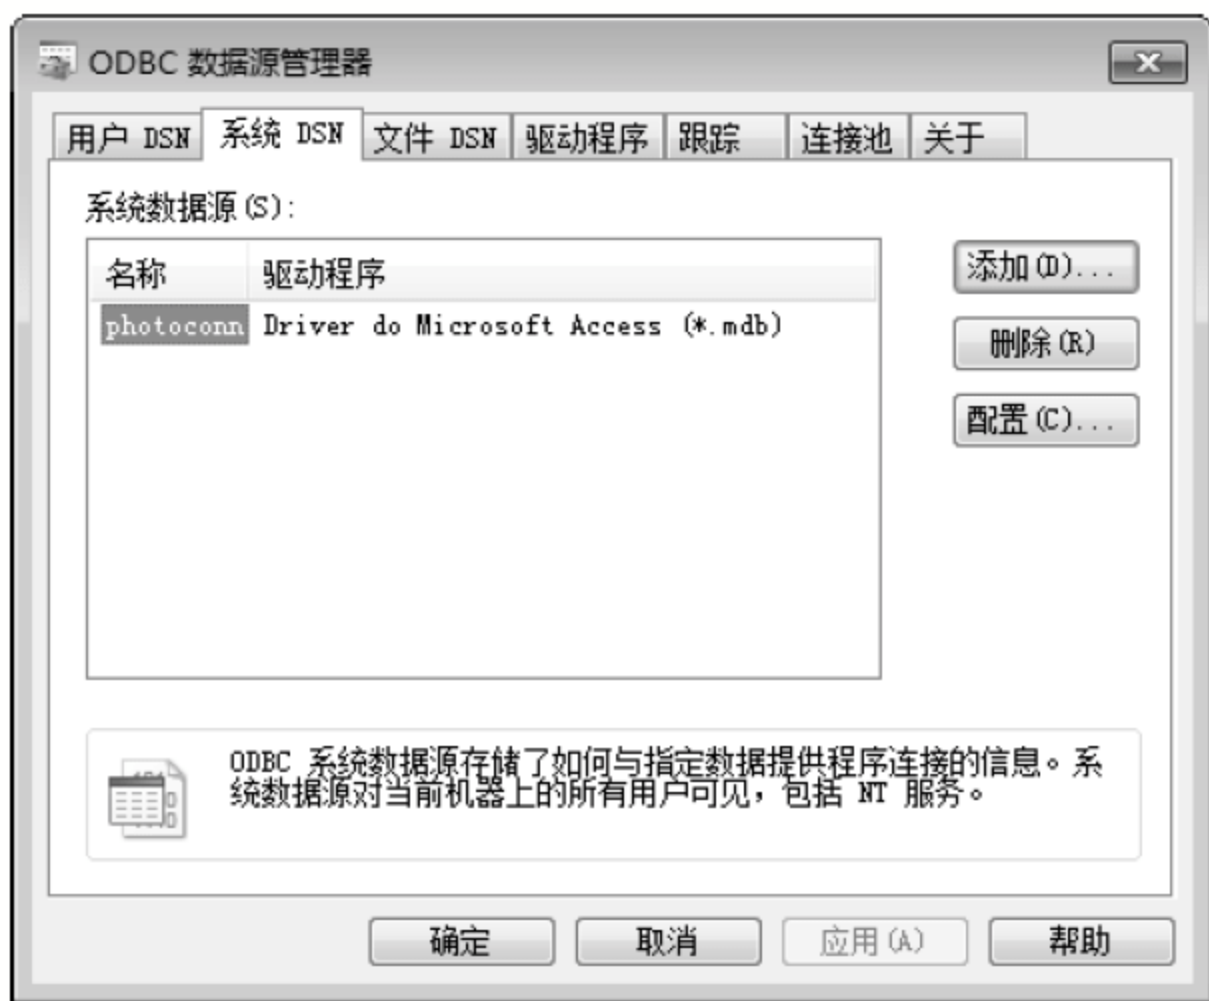 ODBC 数据源管理器
用户 DSN 系统 DSN 文件 DSN 驱动程序 跟踪 连接池 关于
系统数据源(S):
名称 驱动程序
photoconn Driver do Microsoft Access (*.mdb)
添加(D)...
删除(R)
配置(C)...
ODBC 系统数据源存储了如何与指定数据提供程序连接的信息。系
统数据源对当前机器上的所有用户可见，包括 NT 服务。
确定 取消 应用(A) 帮助